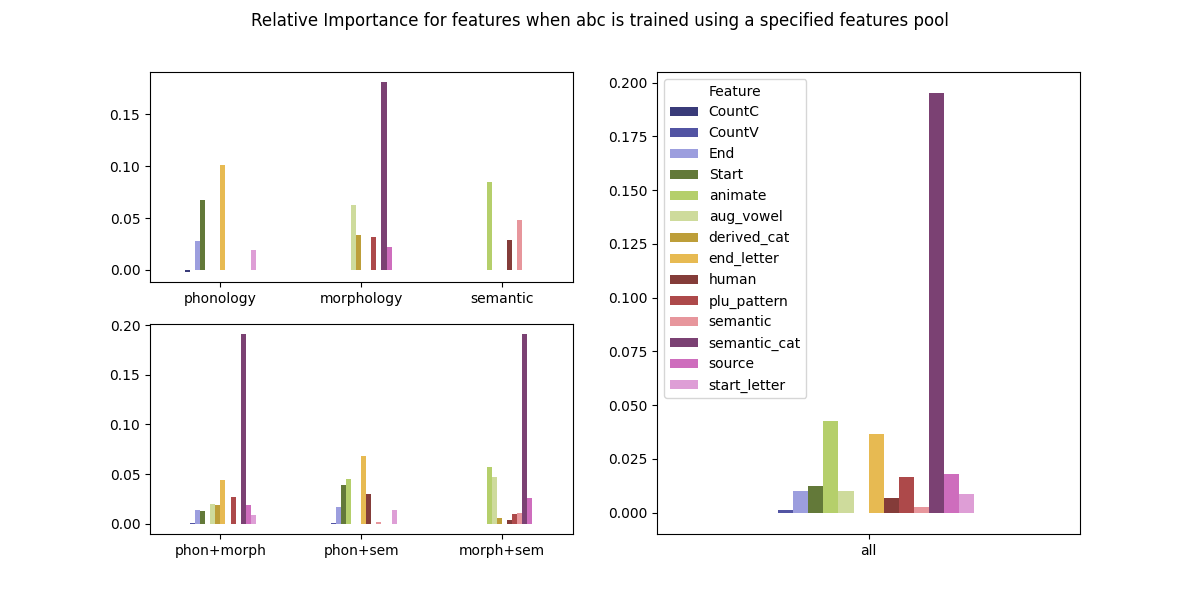 Relative Importance for features when abc is trained using a specified features pool
0.15
0.10
0.05
0.00
phonology morphology semantic
0.20
0.15
0.10
0.05
0.00
phon+morph phon+sem morph+sem
0.200
0.175
0.150
0.125
0.100
0.075
0.050
0.025
0.000
all
Feature
CountC
CountV
End
Start
animate
aug_vowel
derived_cat
end_letter
human
plu_pattern
semantic
semantic_cat
source
start_letter